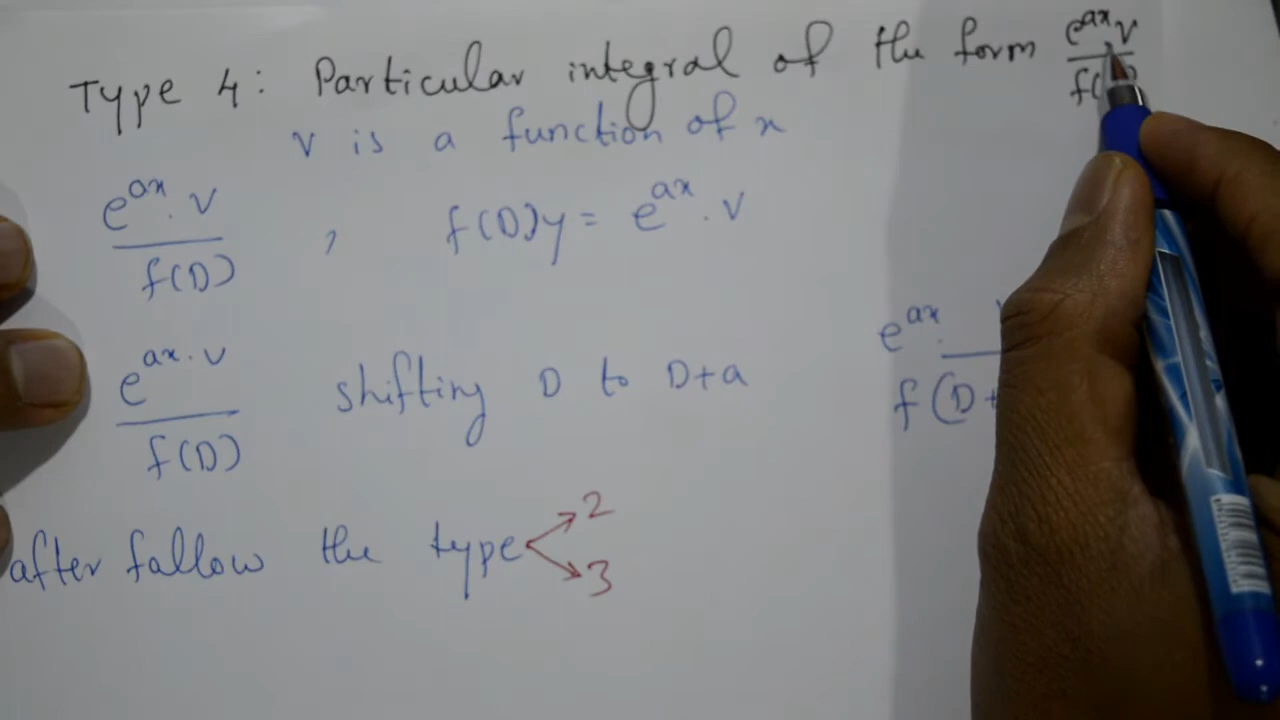 Type 4: Particular integral of the form e^ax v / f(
v is a function of x
e^ax . v / f(D) , f(D)y = e^ax . v
e^ax . v / f(D) shifting D to D+a e^ax . / f(D+
after fallow the type 2
3